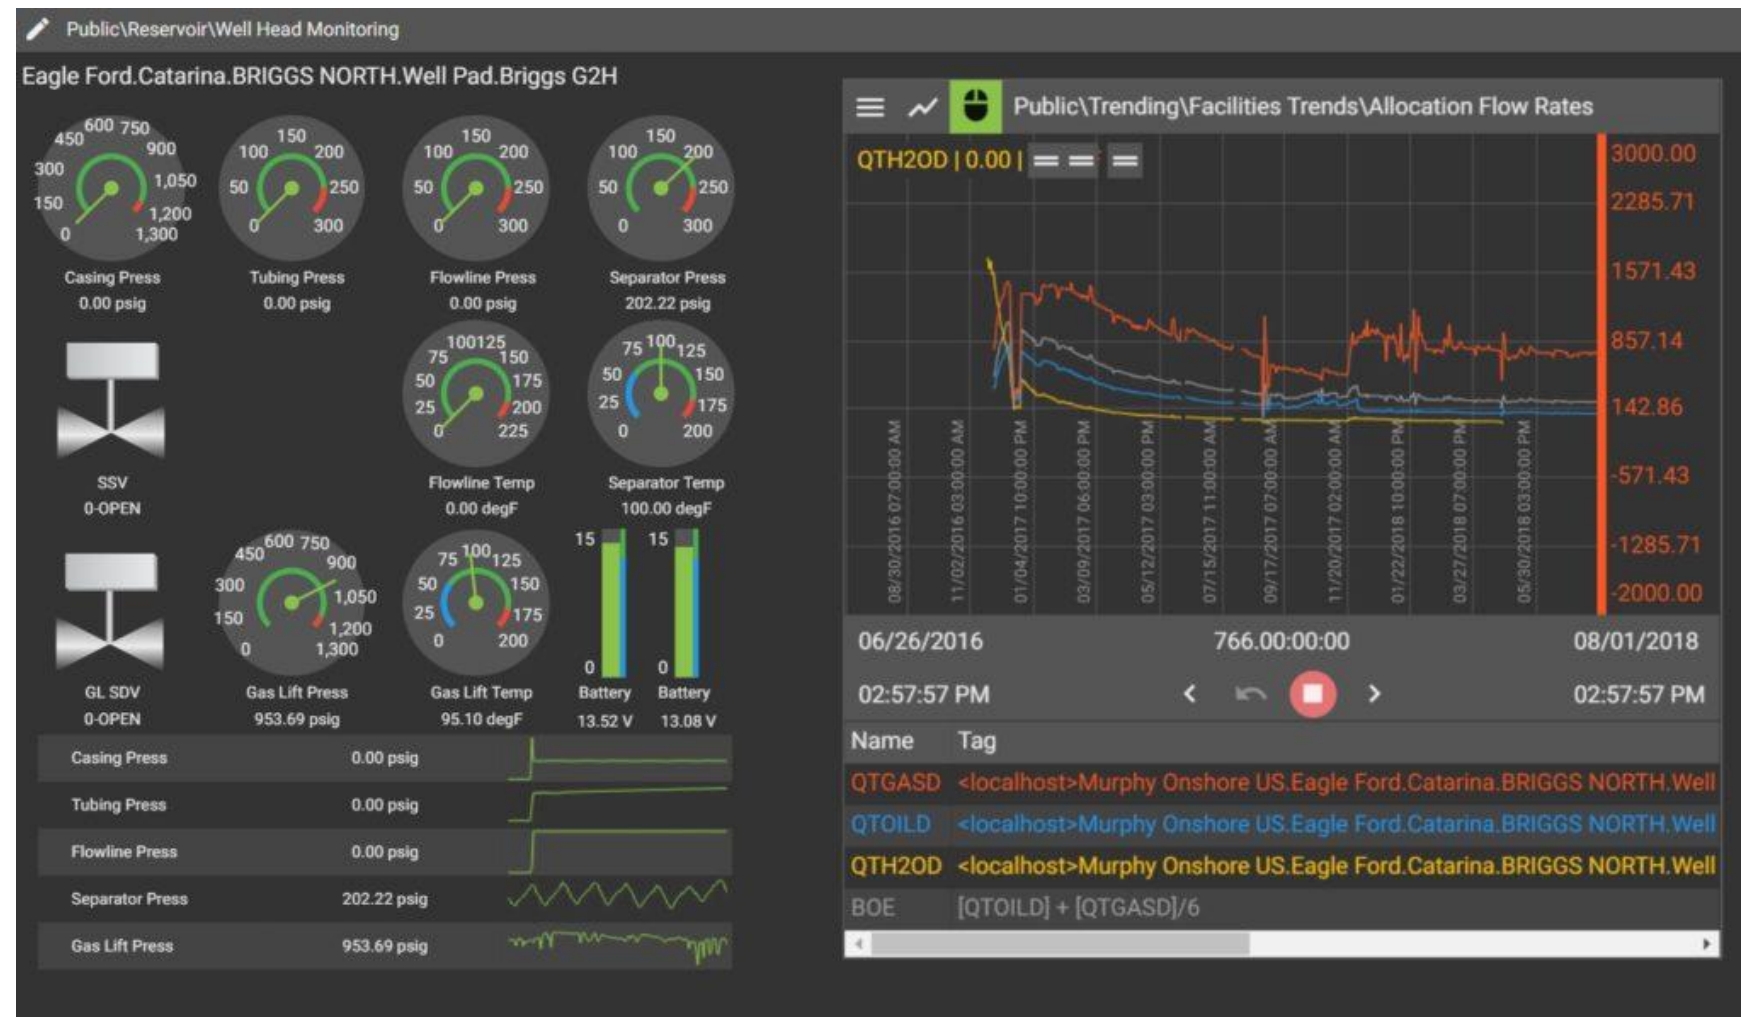 Public\Reservoir\Well Head Monitoring
Eagle Ford.Catarina.BRIGGS NORTH.Well Pad.Briggs G2H
0 150 300 450 600 750 900 1,050 1,200 1,300
Casing Press
0.00 psig
0 50 100 150 200 250 300
Tubing Press
0.00 psig
0 50 100 150 200 250 300
Flowline Press
0.00 psig
0 50 100 150 200 250 300
Separator Press
202.22 psig
SSV
0-OPEN
0 25 50 75 100 125 150 175 200 225
Flowline Temp
0.00 degF
0 25 50 75 100 125 150 175 200
Separator Temp
100.00 degF
GL SDV
0-OPEN
0 150 300 450 600 750 900 1,050 1,200 1,300
Gas Lift Press
953.69 psig
0 25 50 75 100 125 150 175 200
Gas Lift Temp
95.10 degF
15
0
Battery
13.52 V
15
0
Battery
13.08 V
Casing Press 0.00 psig
Tubing Press 0.00 psig
Flowline Press 0.00 psig
Separator Press 202.22 psig
Gas Lift Press 953.69 psig
Public\Trending\Facilities Trends\Allocation Flow Rates
QTH2OD | 0.00 |
3000.00
2285.71
1571.43
857.14
142.86
-571.43
-1285.71
-2000.00
08/30/2016 07:00:00 AM
11/02/2016 03:00:00 AM
01/04/2017 10:00:00 PM
03/09/2017 06:00:00 PM
05/12/2017 03:00:00 PM
07/15/2017 11:00:00 AM
09/17/2017 07:00:00 AM
11/20/2017 02:00:00 AM
01/22/2018 10:00:00 PM
03/27/2018 07:00:00 PM
05/30/2018 03:00:00 PM
06/26/2016 766.00:00:00 08/01/2018
02:57:57 PM 02:57:57 PM
Name Tag
QTGASD <localhost>Murphy Onshore US.Eagle Ford.Catarina.BRIGGS NORTH.Well
QTOILD <localhost>Murphy Onshore US.Eagle Ford.Catarina.BRIGGS NORTH.Well
QTH2OD <localhost>Murphy Onshore US.Eagle Ford.Catarina.BRIGGS NORTH.Well
BOE [QTOILD] + [QTGASD]/6